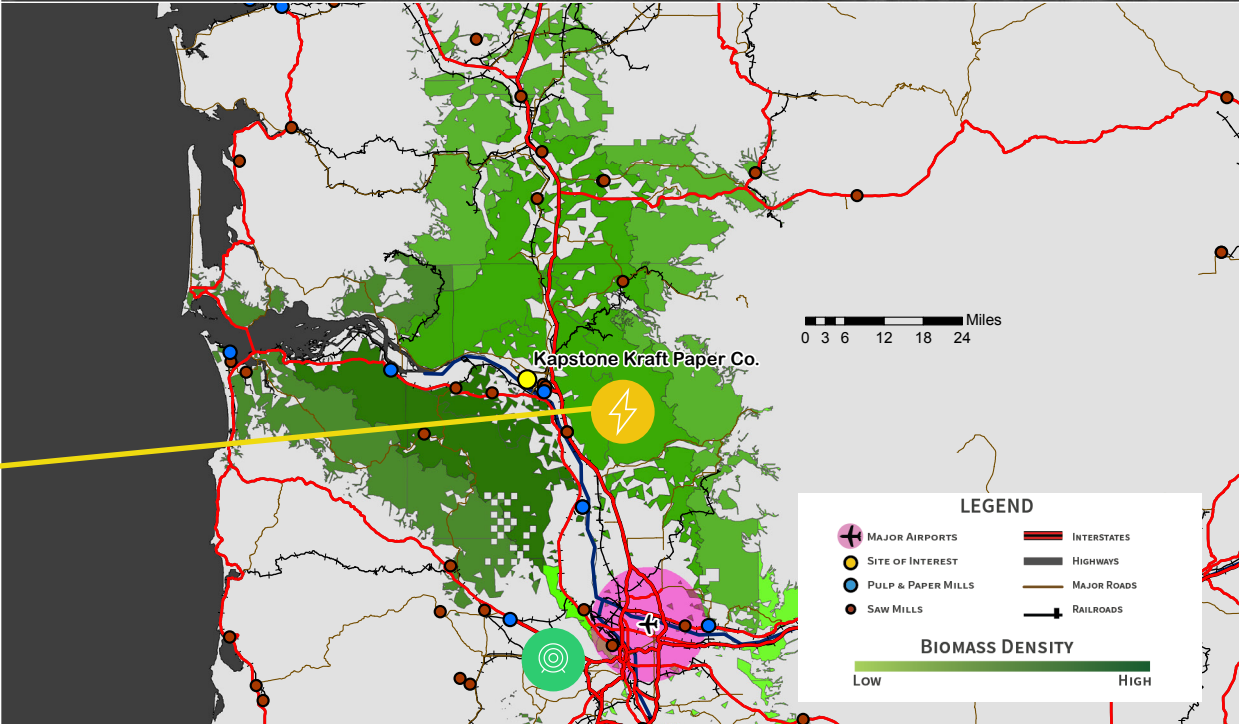 Miles
0 3 6 12 18 24
Kapstone Kraft Paper Co.
LEGEND
MAJOR AIRPORTS
SITE OF INTEREST
PULP & PAPER MILLS
SAW MILLS
INTERSTATES
HIGHWAYS
MAJOR ROADS
RAILROADS
BIOMASS DENSITY
LOW HIGH